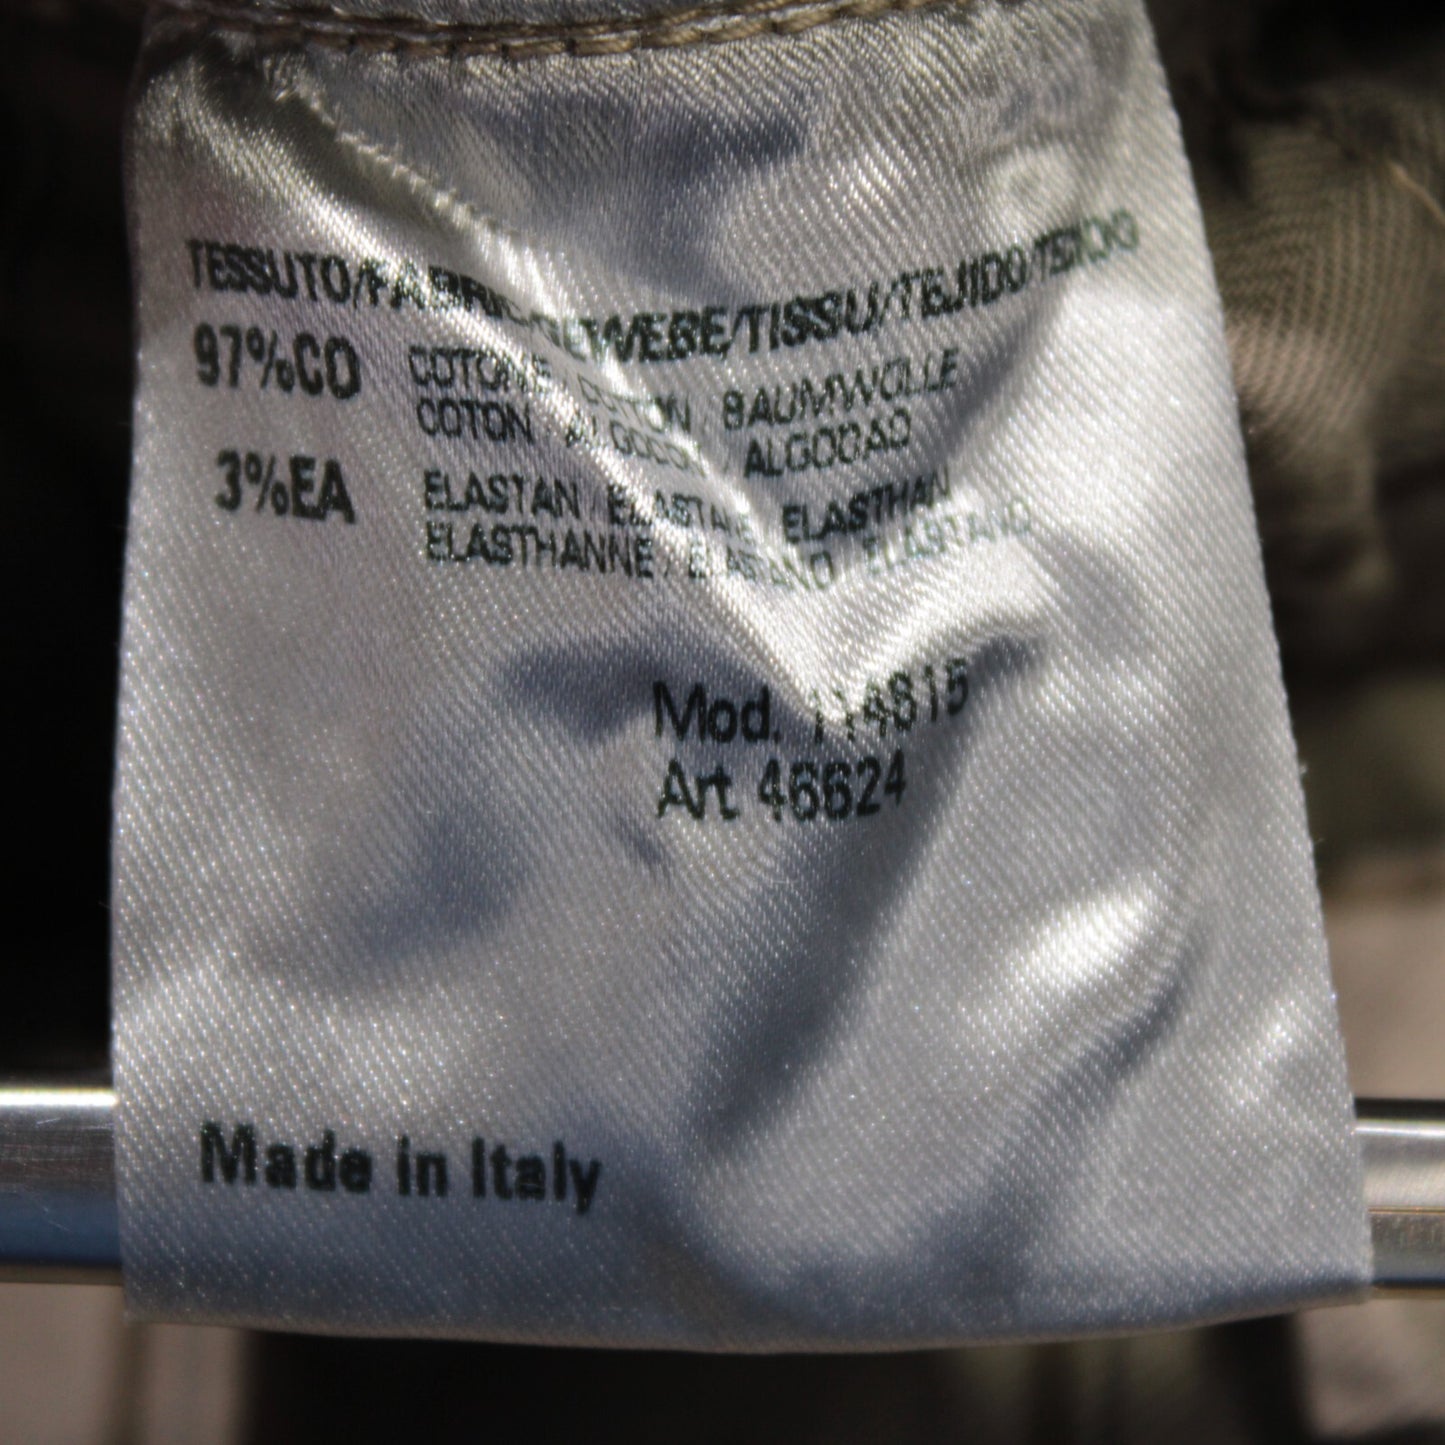 TESSUTO/FABRIC/GEWEBE/TISSU/TEJIDO/TSIDOS
97%CO COTONE / COTTON / BAUMWOLLE
COTON / ALGODON / ALGODAO
3%EA ELASTAN / ELASTANE / ELASTHAN
ELASTHANNE / ELASTANO / ELASTANO
Mod. 114815
Art 46624
Made in Italy